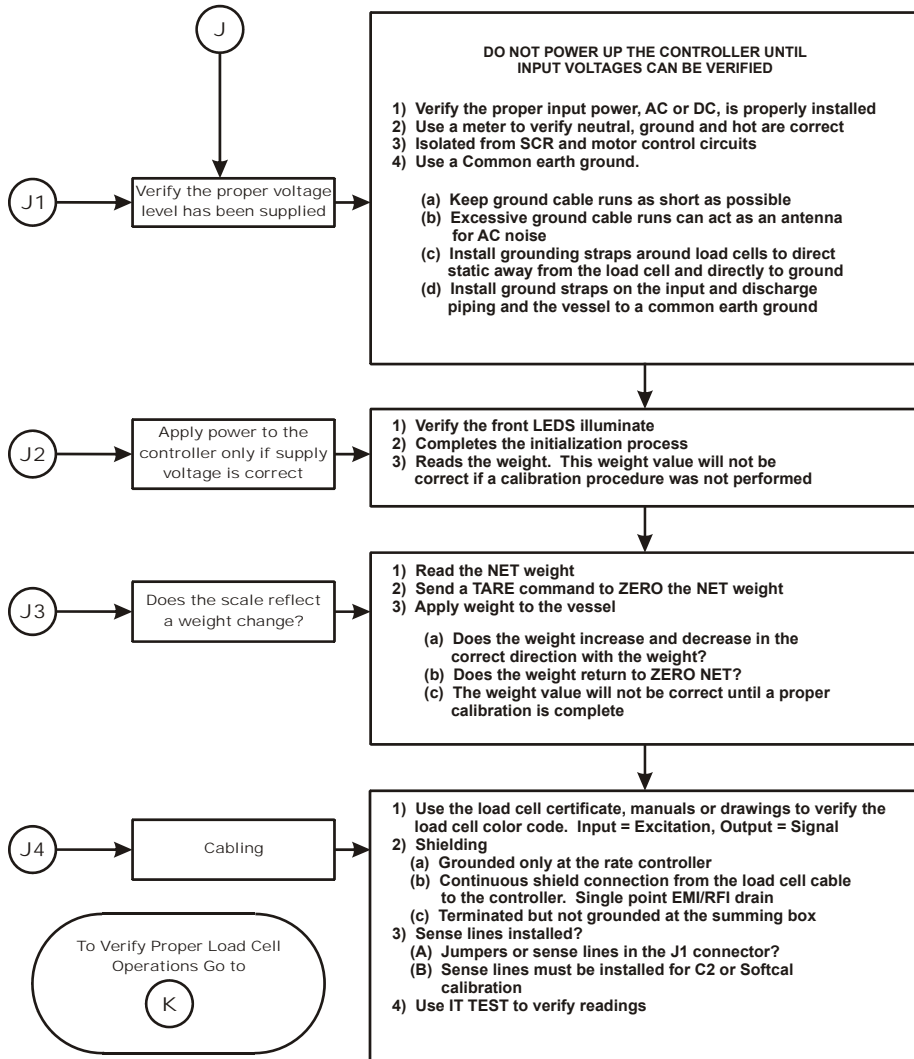 J
DO NOT POWER UP THE CONTROLLER UNTIL
INPUT VOLTAGES CAN BE VERIFIED
J1
Verify the proper voltage
level has been supplied
1) Verify the proper input power, AC or DC, is properly installed
2) Use a meter to verify neutral, ground and hot are correct
3) Isolated from SCR and motor control circuits
4) Use a Common earth ground.
(a) Keep ground cable runs as short as possible
(b) Excessive ground cable runs can act as an antenna
for AC noise
(c) Install grounding straps around load cells to direct
static away from the load cell and directly to ground
(d) Install ground straps on the input and discharge
piping and the vessel to a common earth ground
J2
Apply power to the
controller only if supply
voltage is correct
1) Verify the front LEDS illuminate
2) Completes the initialization process
3) Reads the weight. This weight value will not be
correct if a calibration procedure was not performed
J3
Does the scale reflect
a weight change?
1) Read the NET weight
2) Send a TARE command to ZERO the NET weight
3) Apply weight to the vessel
(a) Does the weight increase and decrease in the
correct direction with the weight?
(b) Does the weight return to ZERO NET?
(c) The weight value will not be correct until a proper
calibration is complete
J4
Cabling
1) Use the load cell certificate, manuals or drawings to verify the
load cell color code. Input = Excitation, Output = Signal
2) Shielding
(a) Grounded only at the rate controller
(b) Continuous shield connection from the load cell cable
to the controller. Single point EMI/RFI drain
(c) Terminated but not grounded at the summing box
3) Sense lines installed?
(A) Jumpers or sense lines in the J1 connector?
(B) Sense lines must be installed for C2 or Softcal
calibration
4) Use IT TEST to verify readings
To Verify Proper Load Cell
Operations Go to
K